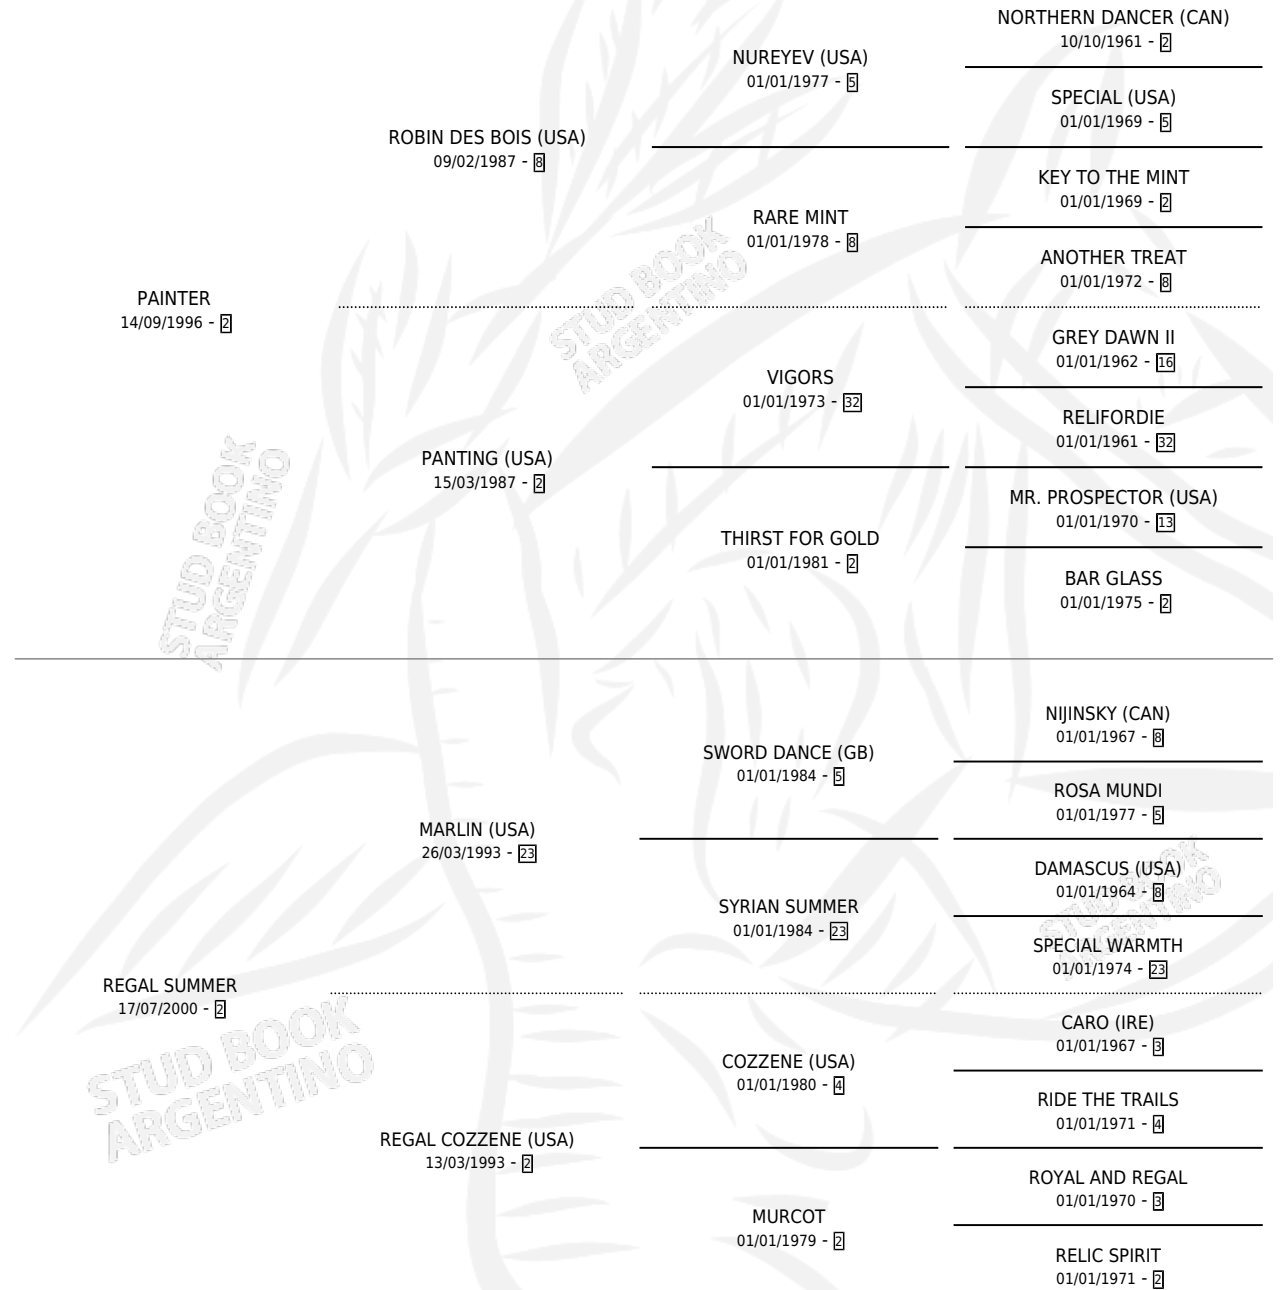 NORTHERN DANCER (CAN)
10/10/1961 - 2
NUREYEV (USA)
01/01/1977 - 5
SPECIAL (USA)
01/01/1969 - 5
ROBIN DES BOIS (USA)
09/02/1987 - 8
KEY TO THE MINT
01/01/1969 - 2
RARE MINT
01/01/1978 - 8
ANOTHER TREAT
01/01/1972 - 8
PAINTER
14/09/1996 - 2
GREY DAWN II
01/01/1962 - 16
VIGORS
01/01/1973 - 32
RELIFORDIE
01/01/1961 - 32
PANTING (USA)
15/03/1987 - 2
MR. PROSPECTOR (USA)
01/01/1970 - 13
THIRST FOR GOLD
01/01/1981 - 2
BAR GLASS
01/01/1975 - 2
NIJINSKY (CAN)
01/01/1967 - 8
SWORD DANCE (GB)
01/01/1984 - 5
ROSA MUNDI
01/01/1977 - 5
MARLIN (USA)
26/03/1993 - 23
DAMASCUS (USA)
01/01/1964 - 8
SYRIAN SUMMER
01/01/1984 - 23
SPECIAL WARMTH
01/01/1974 - 23
REGAL SUMMER
17/07/2000 - 2
CARO (IRE)
01/01/1967 - 3
COZZENE (USA)
01/01/1980 - 4
RIDE THE TRAILS
01/01/1971 - 4
REGAL COZZENE (USA)
13/03/1993 - 2
ROYAL AND REGAL
01/01/1970 - 3
MURCOT
01/01/1979 - 2
RELIC SPIRIT
01/01/1971 - 2
STUD BOOK
ARGENTINO
STUD BOOK
ARGENTINO
STUD BOOK
ARGENTINO
STUD BOOK
ARGENTINO